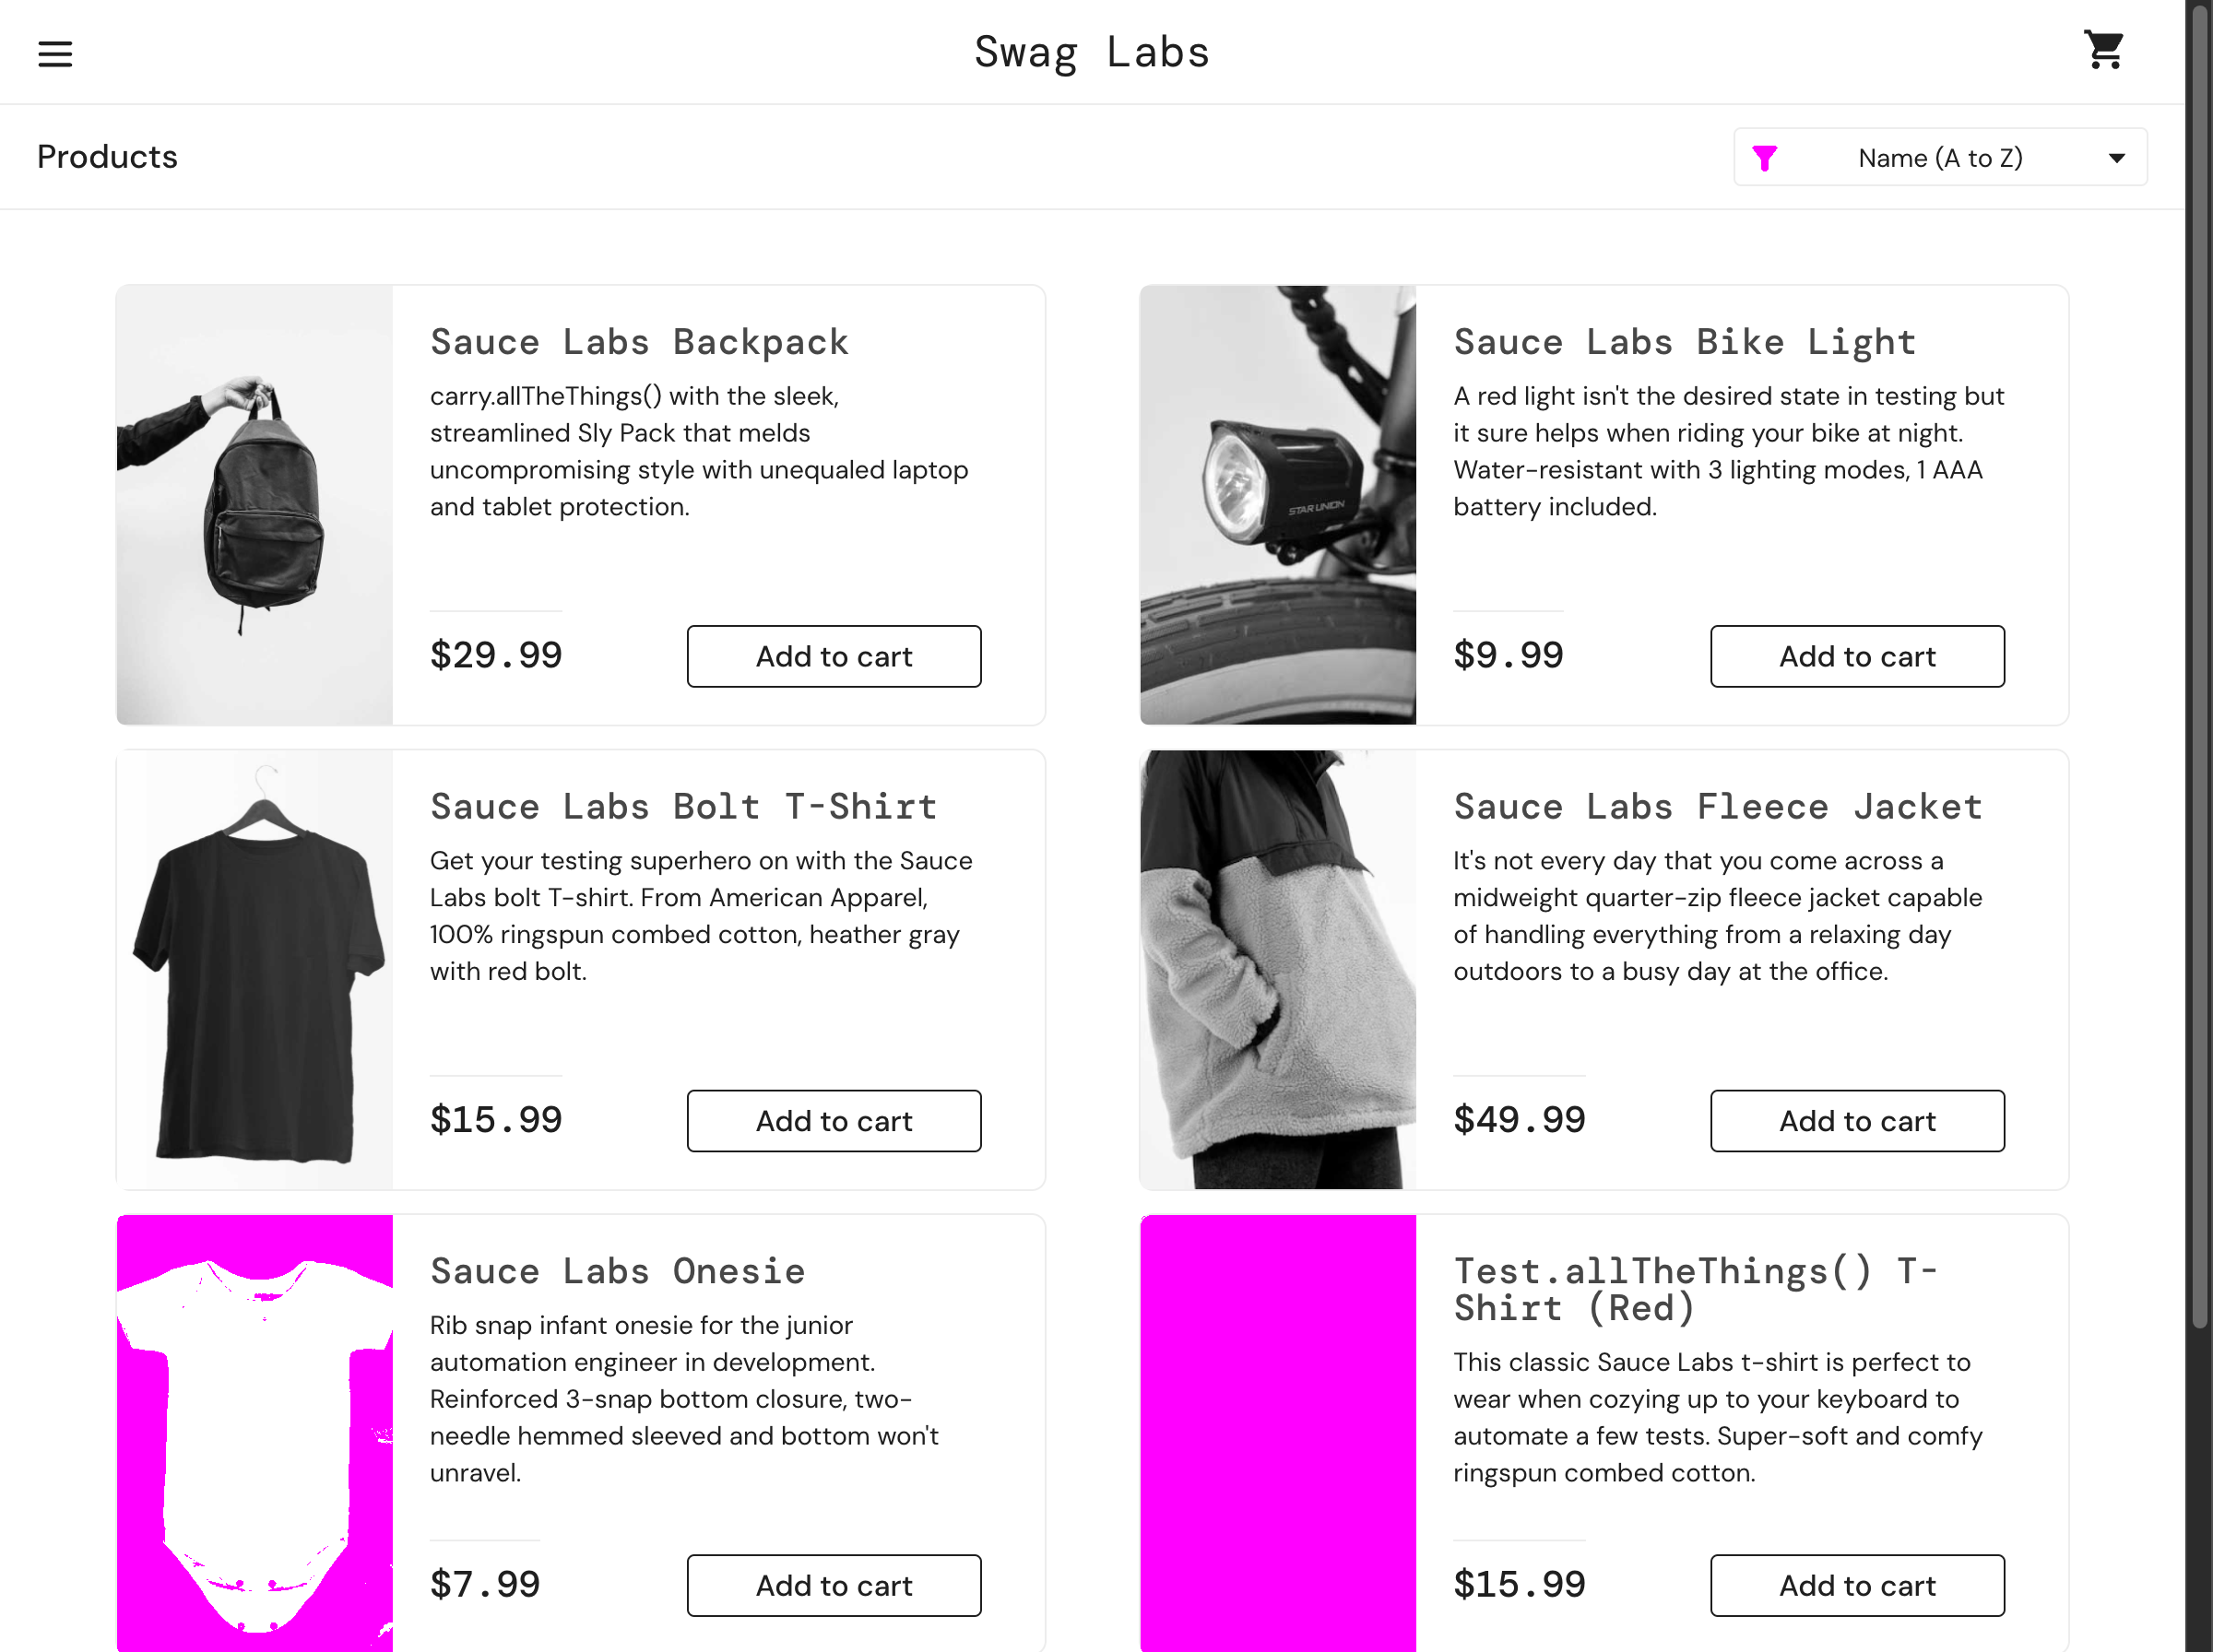 Swag Labs
Products
Name (A to Z)
Sauce Labs Backpack
carry.allTheThings() with the sleek,
streamlined Sly Pack that melds
uncompromising style with unequaled laptop
and tablet protection.
$29.99
Add to cart
STAR UNION
Sauce Labs Bike Light
A red light isn't the desired state in testing but
it sure helps when riding your bike at night.
Water-resistant with 3 lighting modes, 1 AAA
battery included.
$9.99
Add to cart
Sauce Labs Bolt T-Shirt
Get your testing superhero on with the Sauce
Labs bolt T-shirt. From American Apparel,
100% ringspun combed cotton, heather gray
with red bolt.
$15.99
Add to cart
Sauce Labs Fleece Jacket
It's not every day that you come across a
midweight quarter-zip fleece jacket capable
of handling everything from a relaxing day
outdoors to a busy day at the office.
$49.99
Add to cart
Sauce Labs Onesie
Rib snap infant onesie for the junior
automation engineer in development.
Reinforced 3-snap bottom closure, two-
needle hemmed sleeved and bottom won't
unravel.
$7.99
Add to cart
Test.allTheThings() T-
Shirt (Red)
This classic Sauce Labs t-shirt is perfect to
wear when cozying up to your keyboard to
automate a few tests. Super-soft and comfy
ringspun combed cotton.
$15.99
Add to cart